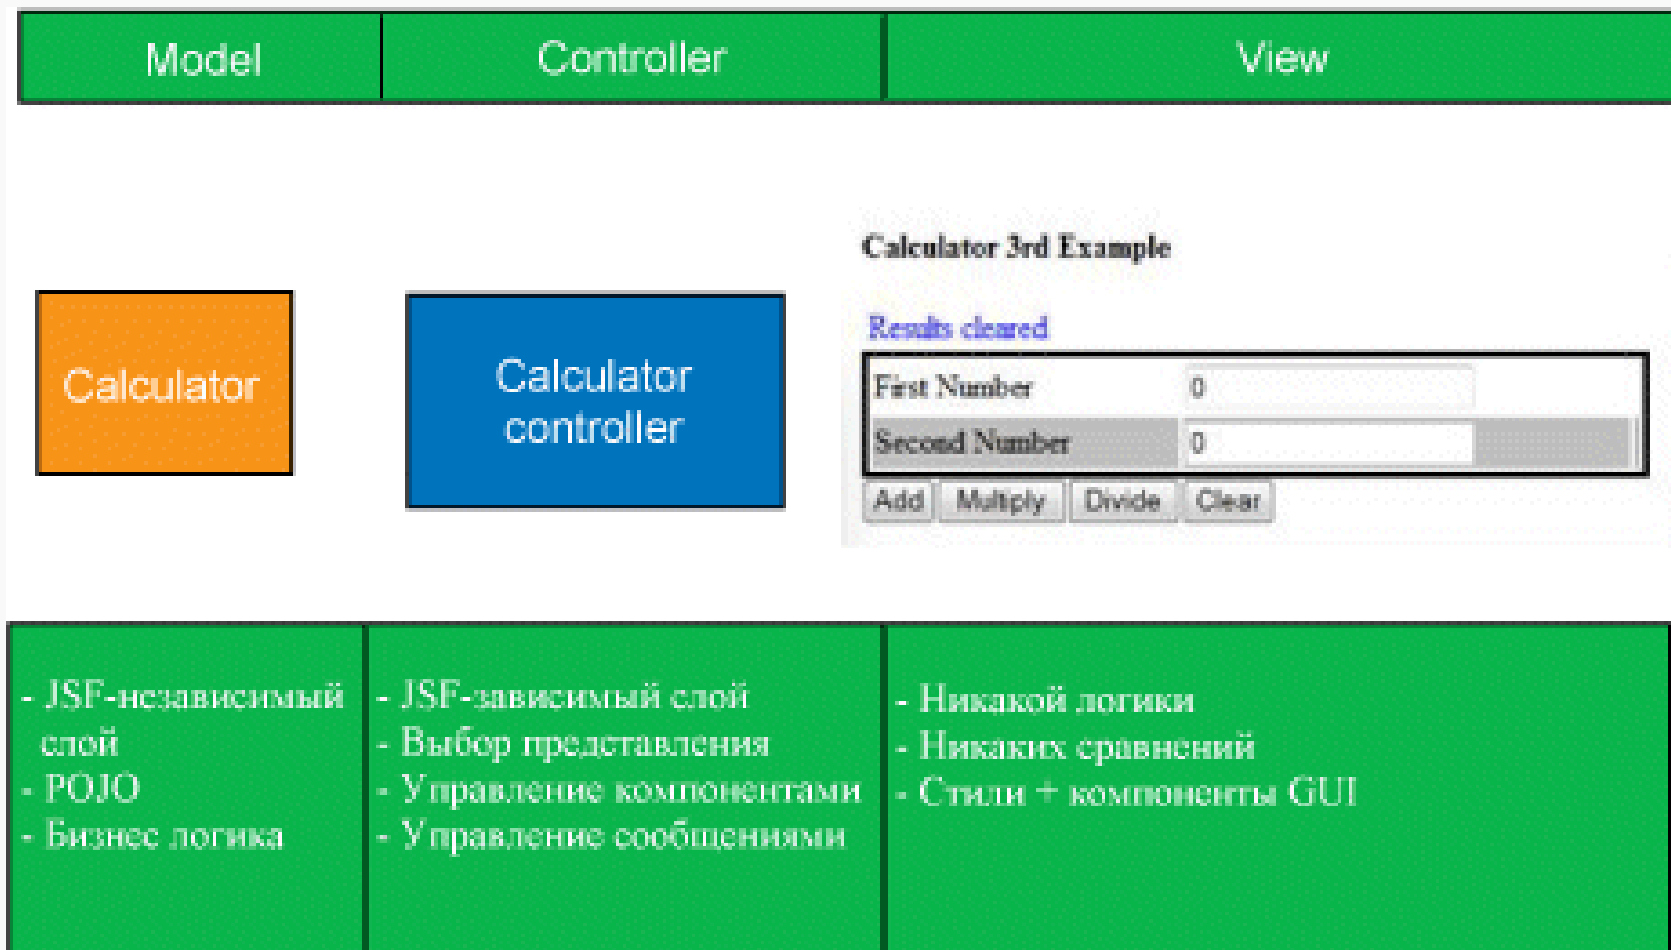 Model
Controller
View
Calculator 3rd Example
Results cleared
Calculator
Calculator
controller
First Number 0
Second Number 0
Add Multiply Divide Clear
- JSF-независимый
слой
- POJO
- Бизнес логика
- JSF-зависимый слой
- Выбор представления
- Управление компонентами
- Управление сообщениями
- Никакой логики
- Никаких сравнений
- Стили + компоненты GUI